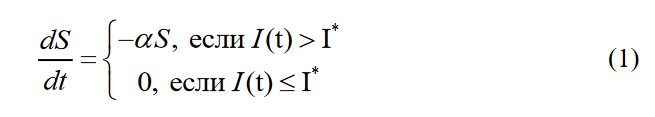 dS/dt = { −αS, если I(t) > I*
0, если I(t) ≤ I*
(1)